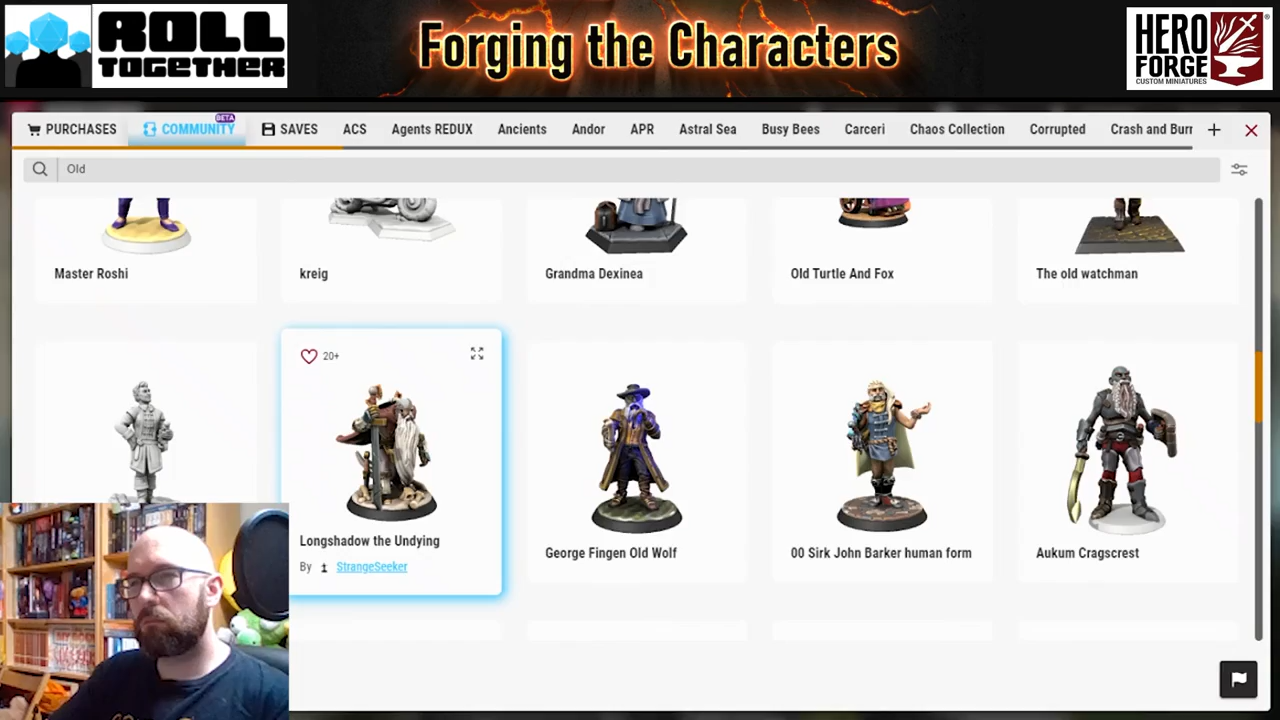 ROLL
TOGETHER
Forging the Characters
HERO
FORGE®
CUSTOM MINIATURES
PURCHASES
COMMUNITY
BETA
SAVES
ACS
Agents REDUX
Ancients
Andor
APR
Astral Sea
Busy Bees
Carceri
Chaos Collection
Corrupted
Crash and Burr
Old
Master Roshi
kreig
Grandma Dexinea
Old Turtle And Fox
The old watchman
20+
Longshadow the Undying
By StrangeSeeker
George Fingen Old Wolf
00 Sirk John Barker human form
Aukum Cragscrest